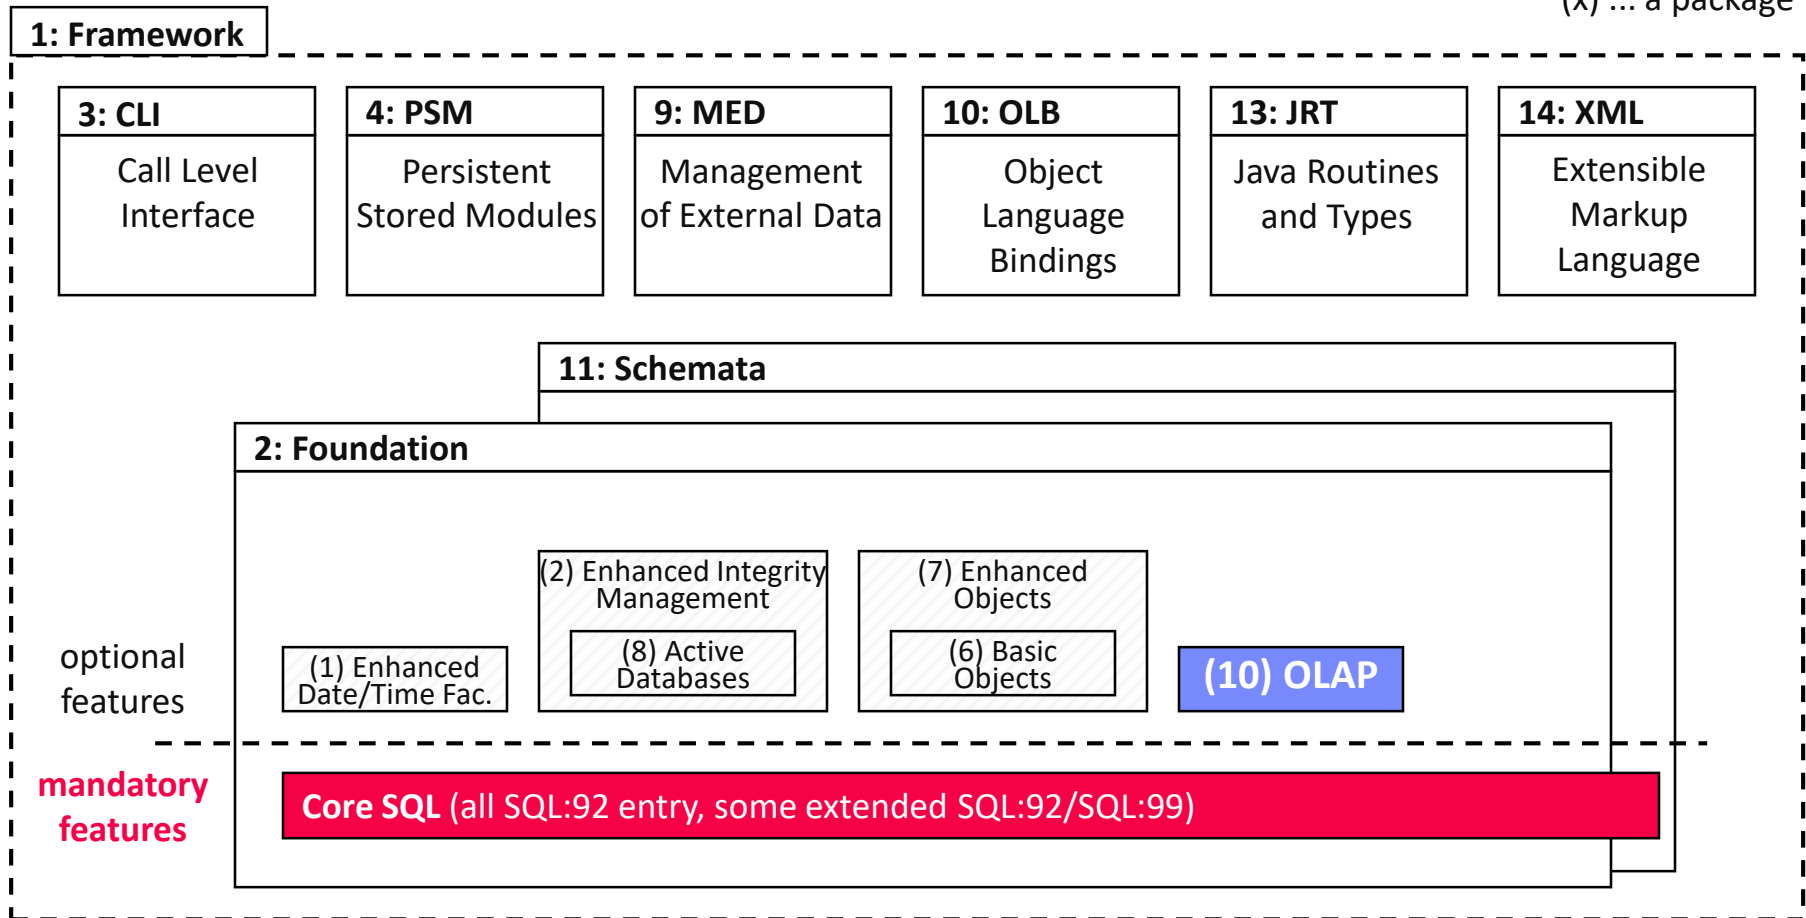 (x) ... a package
1: Framework
3: CLI
Call Level
Interface
4: PSM
Persistent
Stored Modules
9: MED
Management
of External Data
10: OLB
Object
Language
Bindings
13: JRT
Java Routines
and Types
14: XML
Extensible
Markup
Language
11: Schemata
2: Foundation
optional
features
(1) Enhanced
Date/Time Fac.
(2) Enhanced Integrity
Management
(8) Active
Databases
(7) Enhanced
Objects
(6) Basic
Objects
(10) OLAP
mandatory
features
Core SQL (all SQL:92 entry, some extended SQL:92/SQL:99)